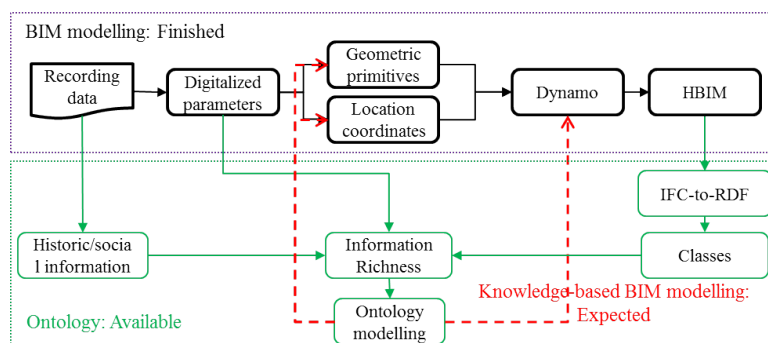 BIM modelling: Finished
Recording
data
Digitalized
parameters
Geometric
primitives
Location
coordinates
Dynamo
HBIM
IFC-to-RDF
Historic/socia
l information
Information
Richness
Classes
Knowledge-based BIM modelling:
Expected
Ontology: Available
Ontology
modelling